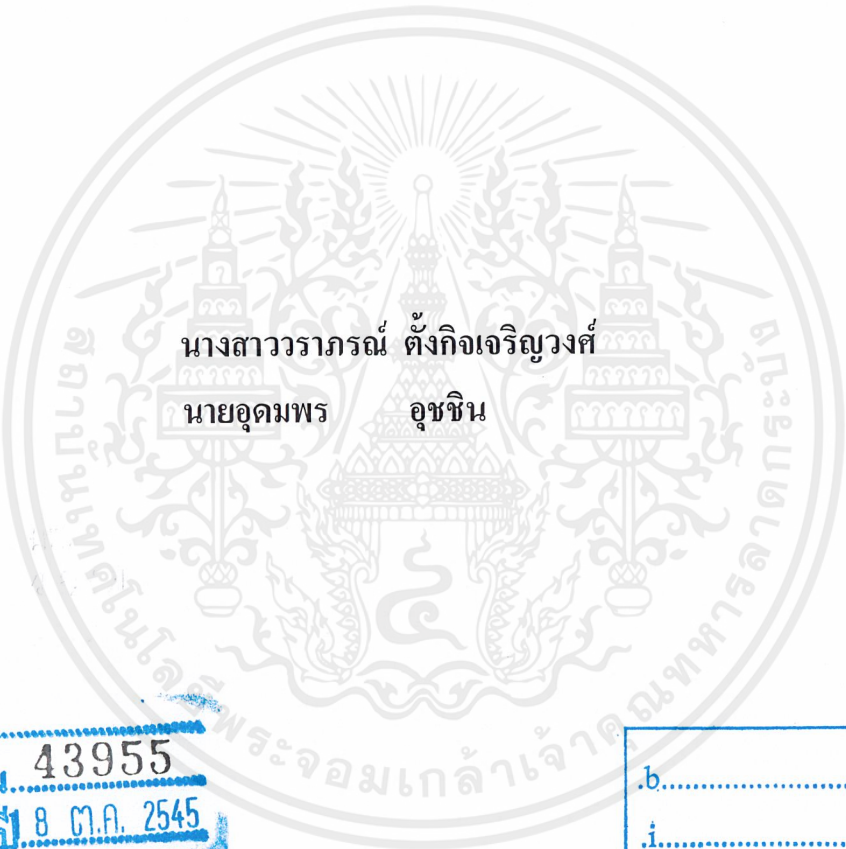 นางสาววราภรณ์ ตั้งกิจเจริญวงศ์
นายอุดมพร อุชชิน
สถาบันเทคโนโลยีพระจอมเกล้าเจ้าคุณทหารลาดกระบัง
น. 43955
ปี 8 ต.ค. 2545
.b.
.i.